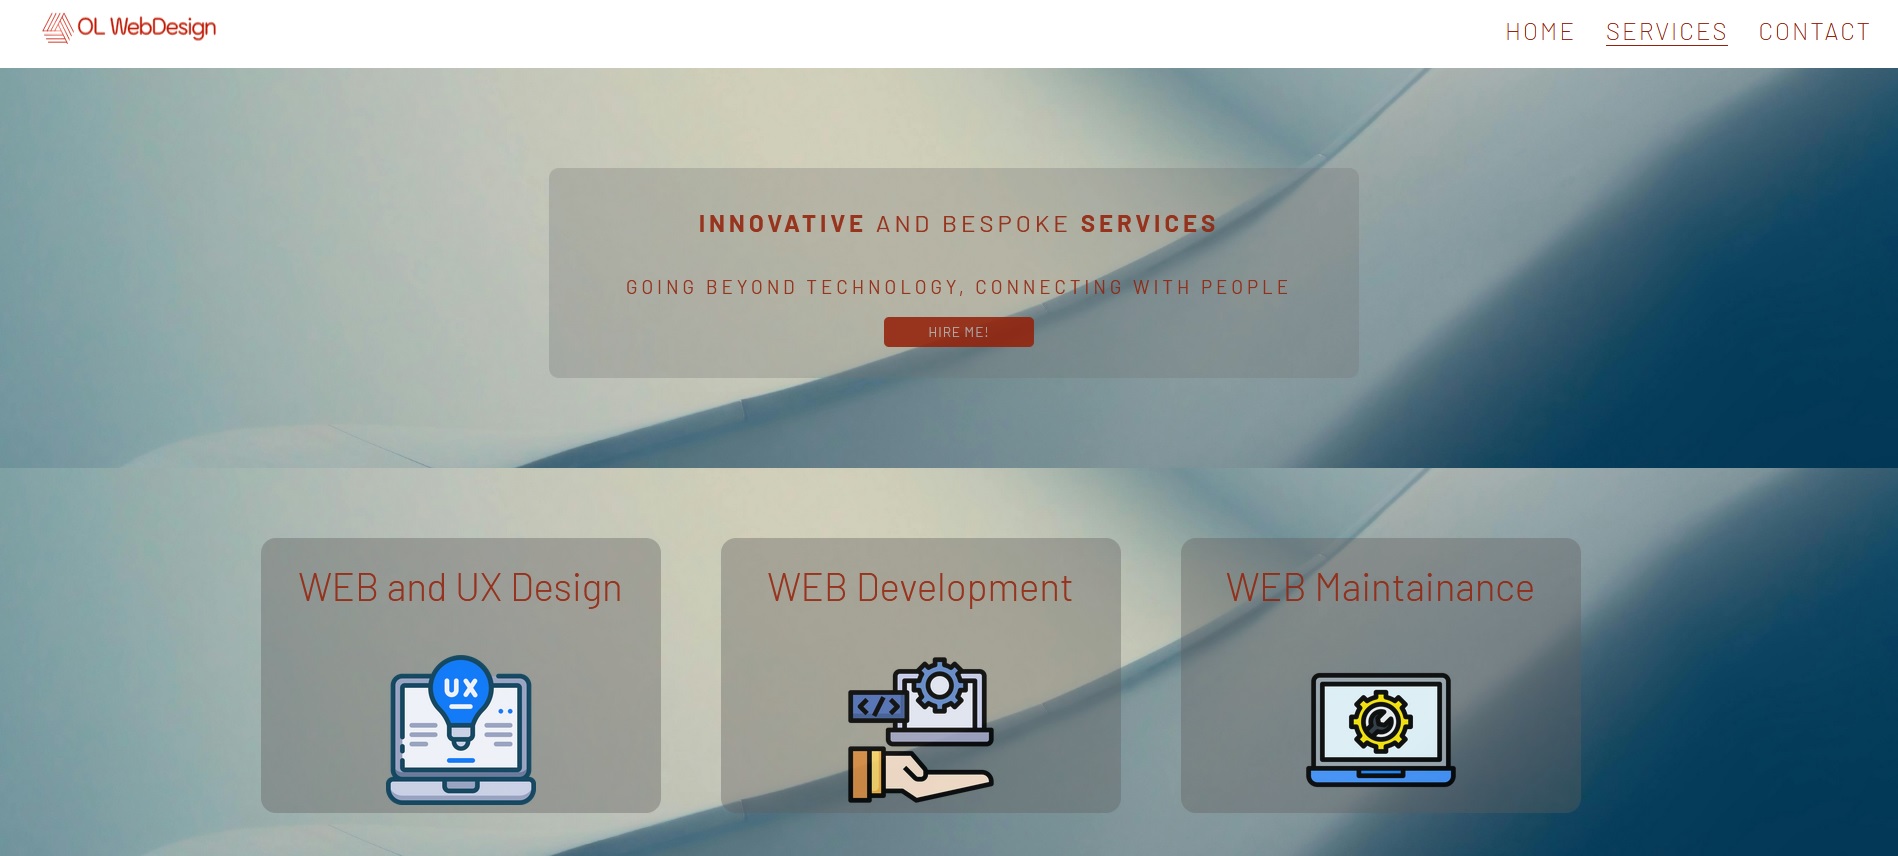 OL WebDesign
HOME SERVICES CONTACT
INNOVATIVE AND BESPOKE SERVICES
GOING BEYOND TECHNOLOGY, CONNECTING WITH PEOPLE
HIRE ME!
WEB and UX Design
WEB Development
WEB Maintainance
UX
</>